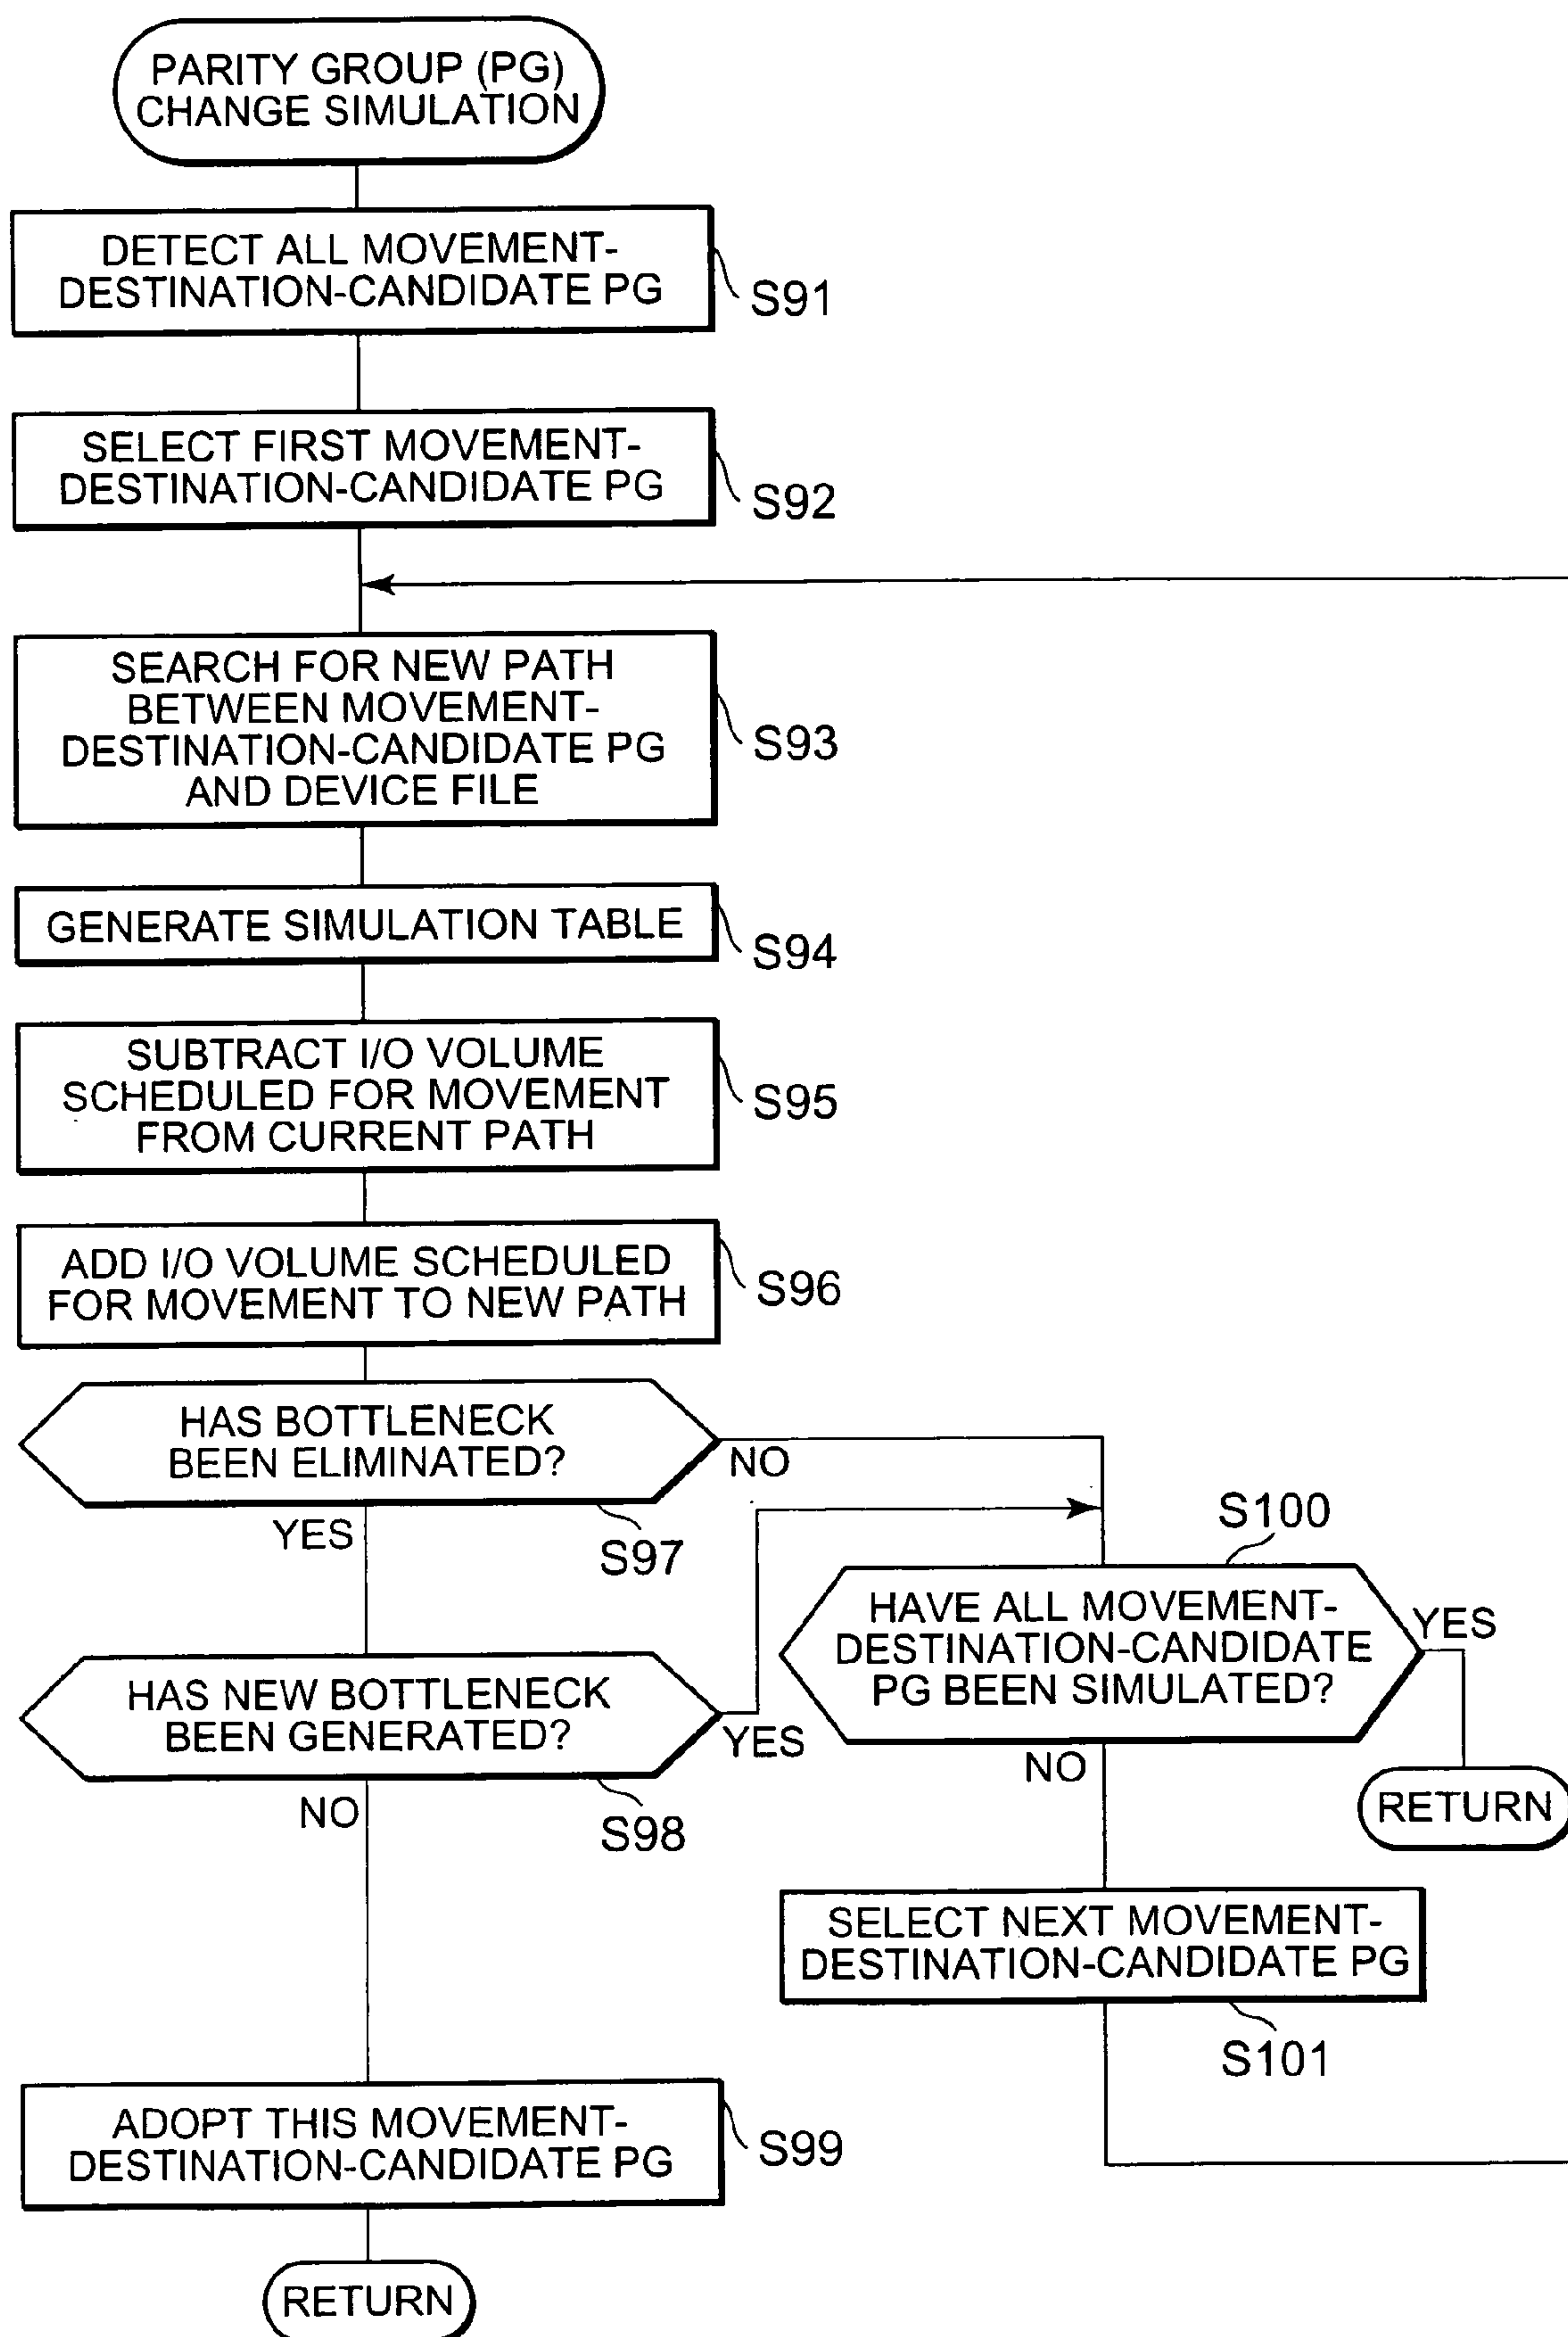 PARITY GROUP (PG)
CHANGE SIMULATION
DETECT ALL MOVEMENT-
DESTINATION-CANDIDATE PG
S91
SELECT FIRST MOVEMENT-
DESTINATION-CANDIDATE PG
S92
SEARCH FOR NEW PATH
BETWEEN MOVEMENT-
DESTINATION-CANDIDATE PG
AND DEVICE FILE
S93
GENERATE SIMULATION TABLE
S94
SUBTRACT I/O VOLUME
SCHEDULED FOR MOVEMENT
FROM CURRENT PATH
S95
ADD I/O VOLUME SCHEDULED
FOR MOVEMENT TO NEW PATH
S96
HAS BOTTLENECK
BEEN ELIMINATED?
NO
YES
S97
S100
HAVE ALL MOVEMENT-
DESTINATION-CANDIDATE
PG BEEN SIMULATED?
YES
NO
RETURN
HAS NEW BOTTLENECK
BEEN GENERATED?
YES
NO
S98
SELECT NEXT MOVEMENT-
DESTINATION-CANDIDATE PG
S101
ADOPT THIS MOVEMENT-
DESTINATION-CANDIDATE PG
S99
RETURN